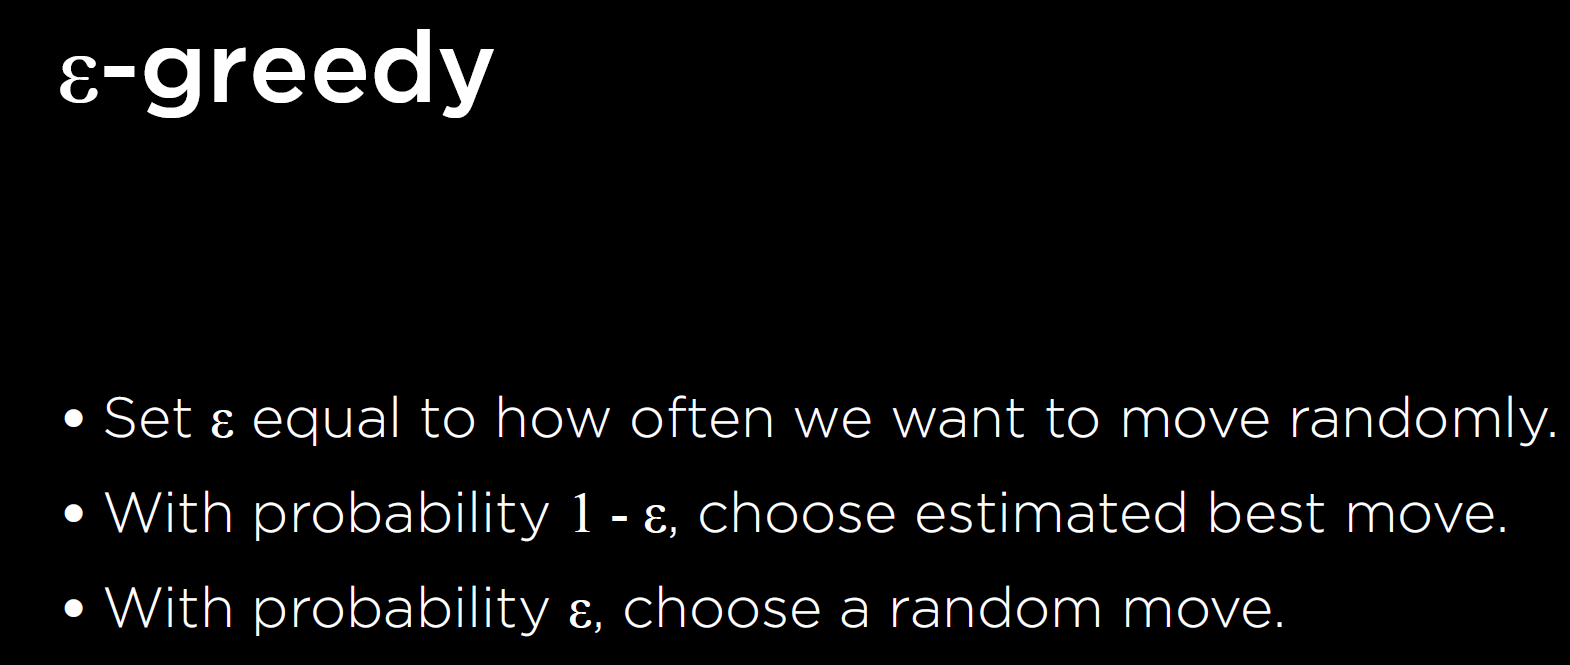 ε-greedy
• Set ε equal to how often we want to move randomly.
• With probability 1 - ε, choose estimated best move.
• With probability ε, choose a random move.